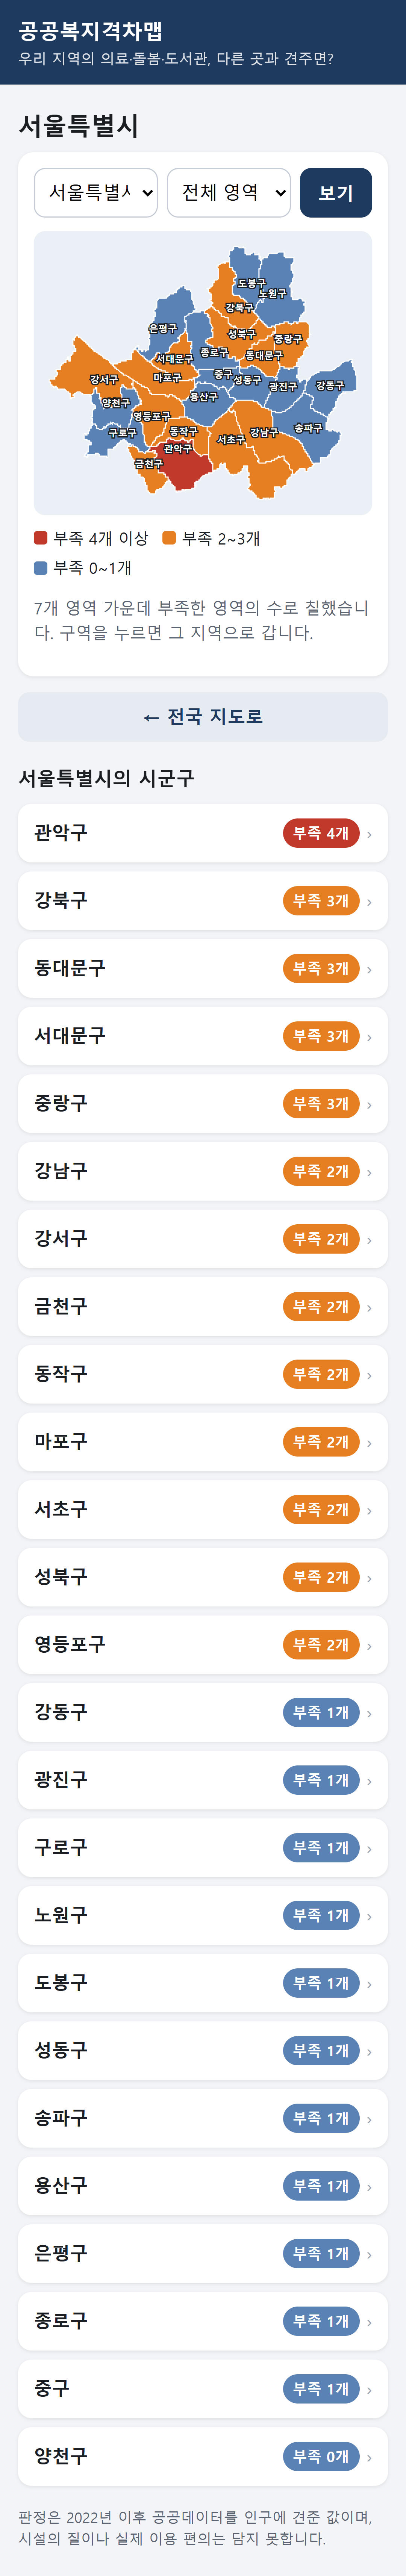 공공복지격차맵
우리 지역의 의료·돌봄·도서관, 다른 곳과 견주면?
서울특별시
서울특별시 전체 영역 보기
도봉구
노원구
강북구
은평구
성북구
중랑구
종로구
서대문구
동대문구
마포구
중구
성동구
강서구
광진구
강동구
용산구
양천구
영등포구
송파구
구로구
동작구
강남구
서초구
관악구
금천구
부족 4개 이상 부족 2~3개
부족 0~1개
7개 영역 가운데 부족한 영역의 수로 칠했습니
다. 구역을 누르면 그 지역으로 갑니다.
← 전국 지도로
서울특별시의 시군구
관악구 부족 4개 ›
강북구 부족 3개 ›
동대문구 부족 3개 ›
서대문구 부족 3개 ›
중랑구 부족 3개 ›
강남구 부족 2개 ›
강서구 부족 2개 ›
금천구 부족 2개 ›
동작구 부족 2개 ›
마포구 부족 2개 ›
서초구 부족 2개 ›
성북구 부족 2개 ›
영등포구 부족 2개 ›
강동구 부족 1개 ›
광진구 부족 1개 ›
구로구 부족 1개 ›
노원구 부족 1개 ›
도봉구 부족 1개 ›
성동구 부족 1개 ›
송파구 부족 1개 ›
용산구 부족 1개 ›
은평구 부족 1개 ›
종로구 부족 1개 ›
중구 부족 1개 ›
양천구 부족 0개 ›
판정은 2022년 이후 공공데이터를 인구에 견준 값이며,
시설의 질이나 실제 이용 편의는 담지 못합니다.